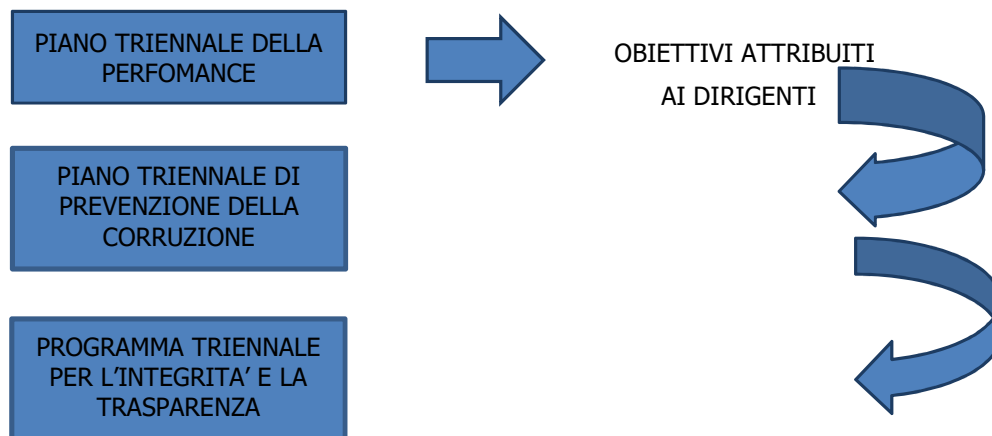 PIANO TRIENNALE DELLA
PERFOMANCE
OBIETTIVI ATTRIBUITI
AI DIRIGENTI
PIANO TRIENNALE DI
PREVENZIONE DELLA
CORRUZIONE
PROGRAMMA TRIENNALE
PER L’INTEGRITA’ E LA
TRASPARENZA